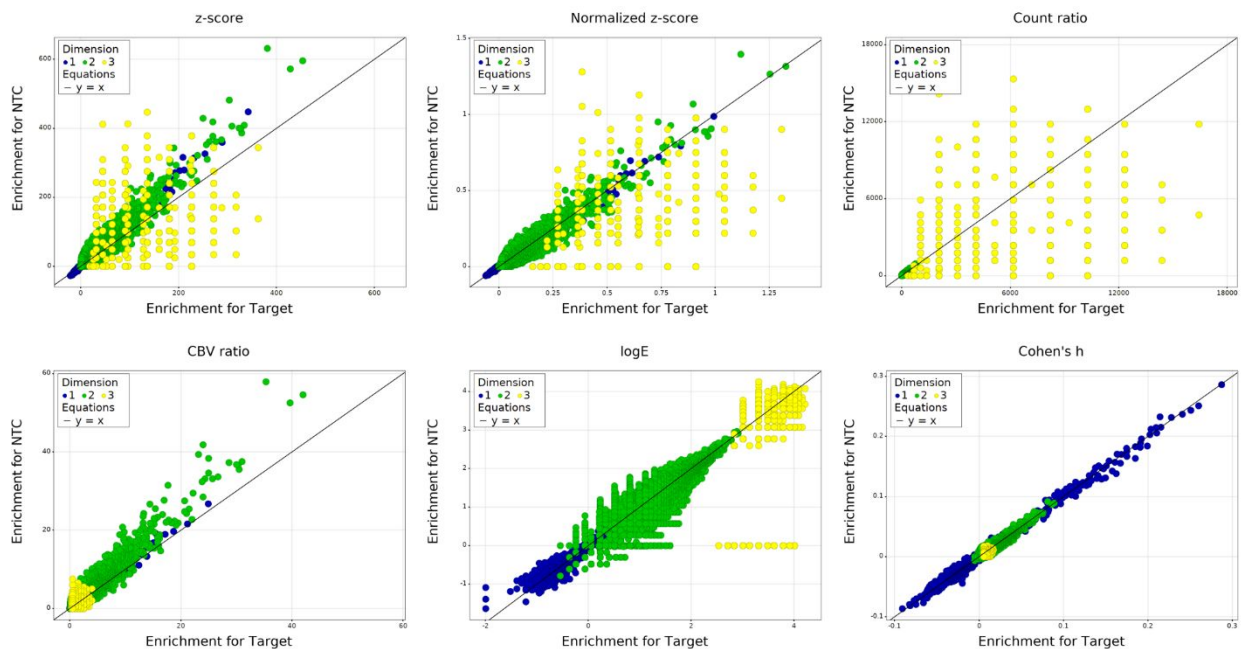 z-score
Enrichment for NTC
600
400
200
0
Dimension
1 2 3
Equations
— y = x
0 200 400 600
Enrichment for Target
Normalized z-score
Enrichment for NTC
1.5
1
0.5
0
Dimension
1 2 3
Equations
— y = x
0 0.25 0.5 0.75 1 1.25
Enrichment for Target
Count ratio
Enrichment for NTC
18000
12000
6000
0
Dimension
1 2 3
Equations
— y = x
0 6000 12000 18000
Enrichment for Target
CBV ratio
Enrichment for NTC
60
40
20
0
Dimension
1 2 3
Equations
— y = x
0 20 40 60
Enrichment for Target
logE
Enrichment for NTC
4
3
2
1
0
-1
Dimension
1 2 3
Equations
— y = x
-2 0 2 4
Enrichment for Target
Cohen's h
Enrichment for NTC
0.3
0.2
0.1
0
-0.1
Dimension
1 2 3
Equations
— y = x
-0.1 0 0.1 0.2 0.3
Enrichment for Target